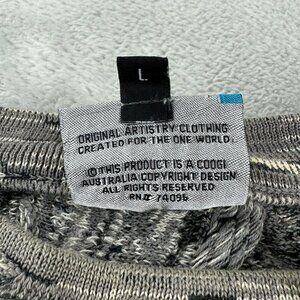 L
ORIGINAL ARTISTRY CLOTHING
CREATED FOR THE ONE WORLD.
©THIS PRODUCT IS A COOGI
AUSTRALIA COPYRIGHT DESIGN
ALL RIGHTS RESERVED
RN# 74096